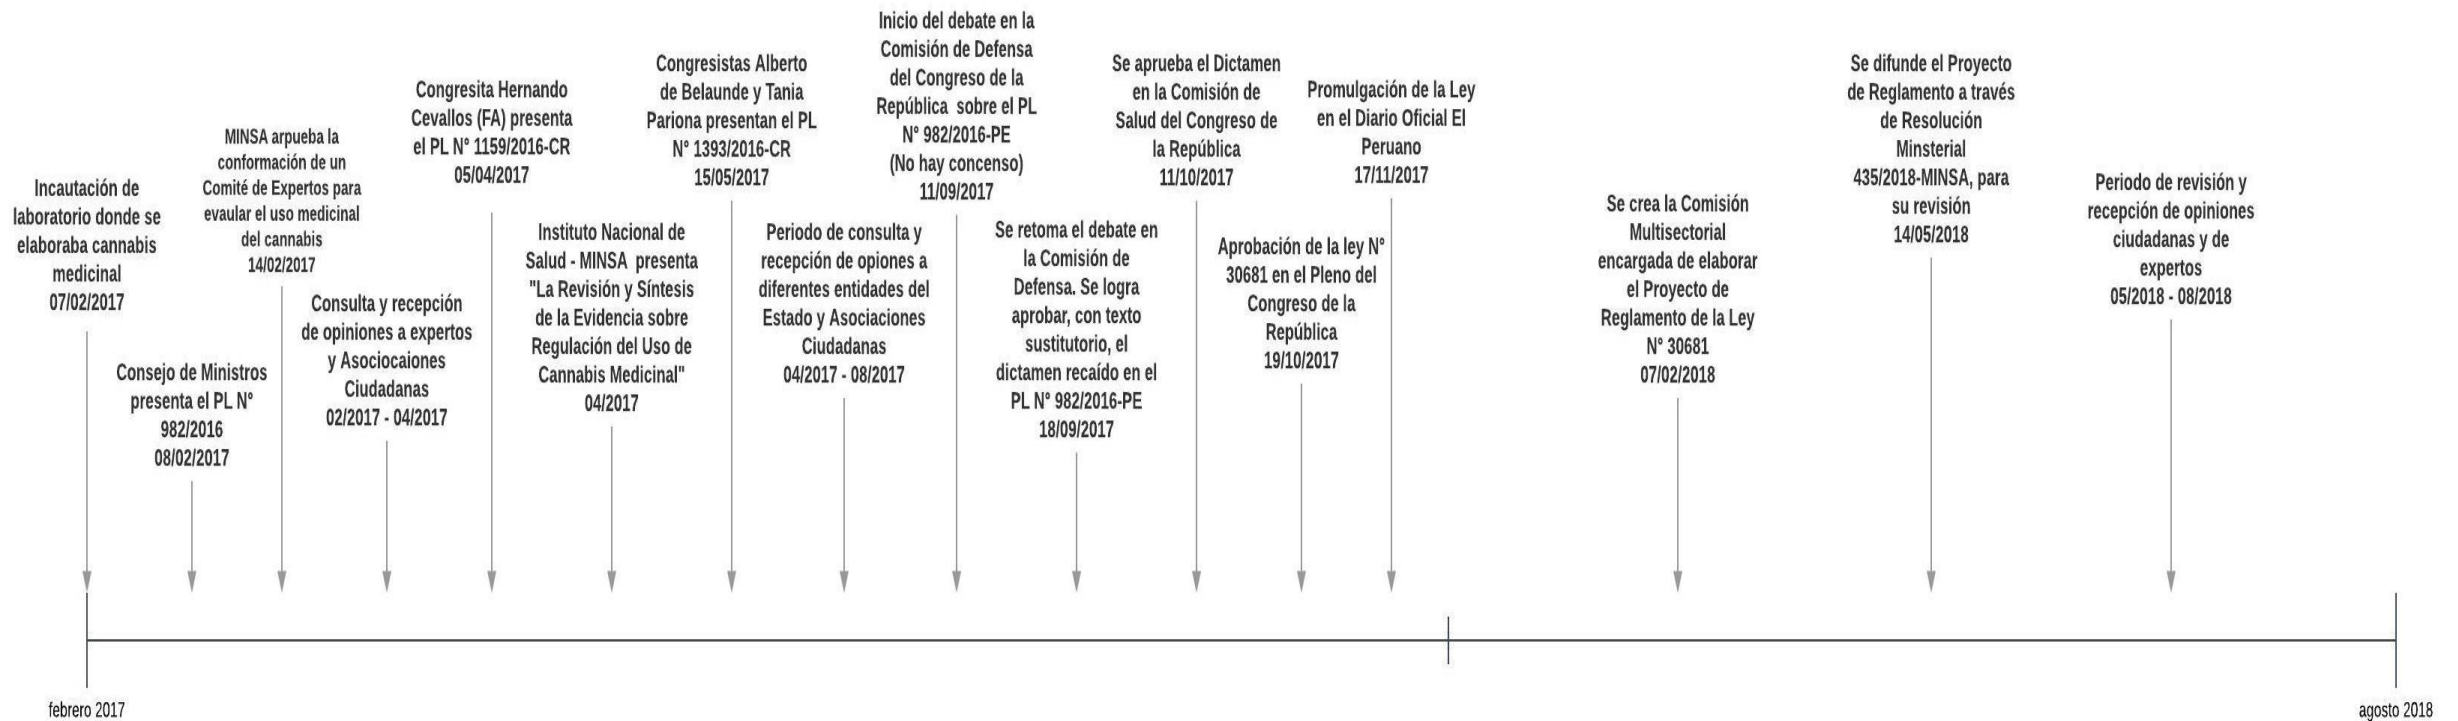 Incautación de
laboratorio donde se
elaboraba cannabis
medicinal
07/02/2017
Consejo de Ministros
presenta el PL N°
982/2016
08/02/2017
MINSA arpueba la
conformación de un
Comité de Expertos para
evaular el uso medicinal
del cannabis
14/02/2017
Consulta y recepción
de opiniones a expertos
y Asociocaiones
Ciudadanas
02/2017 - 04/2017
Congresita Hernando
Cevallos (FA) presenta
el PL N° 1159/2016-CR
05/04/2017
Instituto Nacional de
Salud - MINSA presenta
"La Revisión y Síntesis
de la Evidencia sobre
Regulación del Uso de
Cannabis Medicinal"
04/2017
Congresistas Alberto
de Belaunde y Tania
Pariona presentan el PL
N° 1393/2016-CR
15/05/2017
Periodo de consulta y
recepción de opiones a
diferentes entidades del
Estado y Asociaciones
Ciudadanas
04/2017 - 08/2017
Inicio del debate en la
Comisión de Defensa
del Congreso de la
República sobre el PL
N° 982/2016-PE
(No hay concenso)
11/09/2017
Se retoma el debate en
la Comisión de
Defensa. Se logra
aprobar, con texto
sustitutorio, el
dictamen recaído en el
PL N° 982/2016-PE
18/09/2017
Se aprueba el Dictamen
en la Comisión de
Salud del Congreso de
la República
11/10/2017
Aprobación de la ley N°
30681 en el Pleno del
Congreso de la
República
19/10/2017
Promulgación de la Ley
en el Diario Oficial El
Peruano
17/11/2017
Se crea la Comisión
Multisectorial
encargada de elaborar
el Proyecto de
Reglamento de la Ley
N° 30681
07/02/2018
Se difunde el Proyecto
de Reglamento a través
de Resolución
Minsterial
435/2018-MINSA, para
su revisión
14/05/2018
Periodo de revisión y
recepción de opiniones
ciudadanas y de
expertos
05/2018 - 08/2018
febrero 2017
agosto 2018